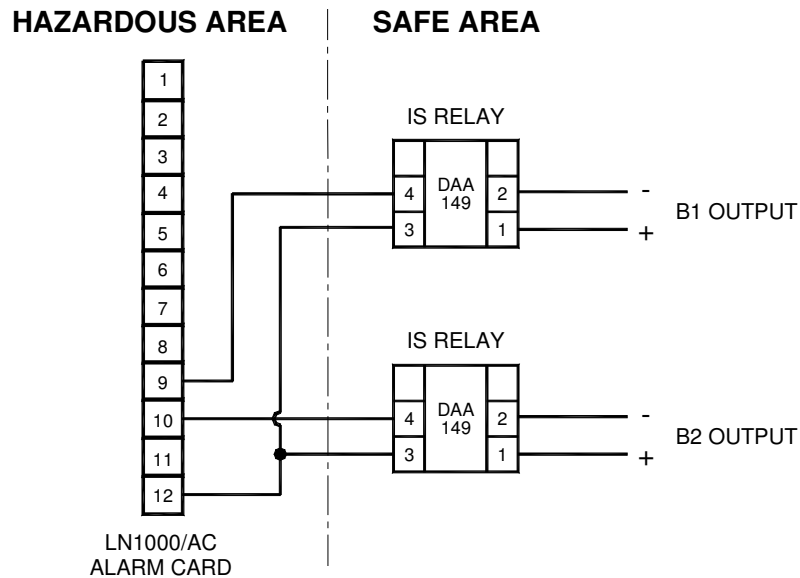 HAZARDOUS AREA
SAFE AREA
1
2
3
4
5
6
7
8
9
10
11
12
LN1000/AC
ALARM CARD
IS RELAY
4
3
DAA
149
2
1
-
+
B1 OUTPUT
IS RELAY
4
3
DAA
149
2
1
-
+
B2 OUTPUT